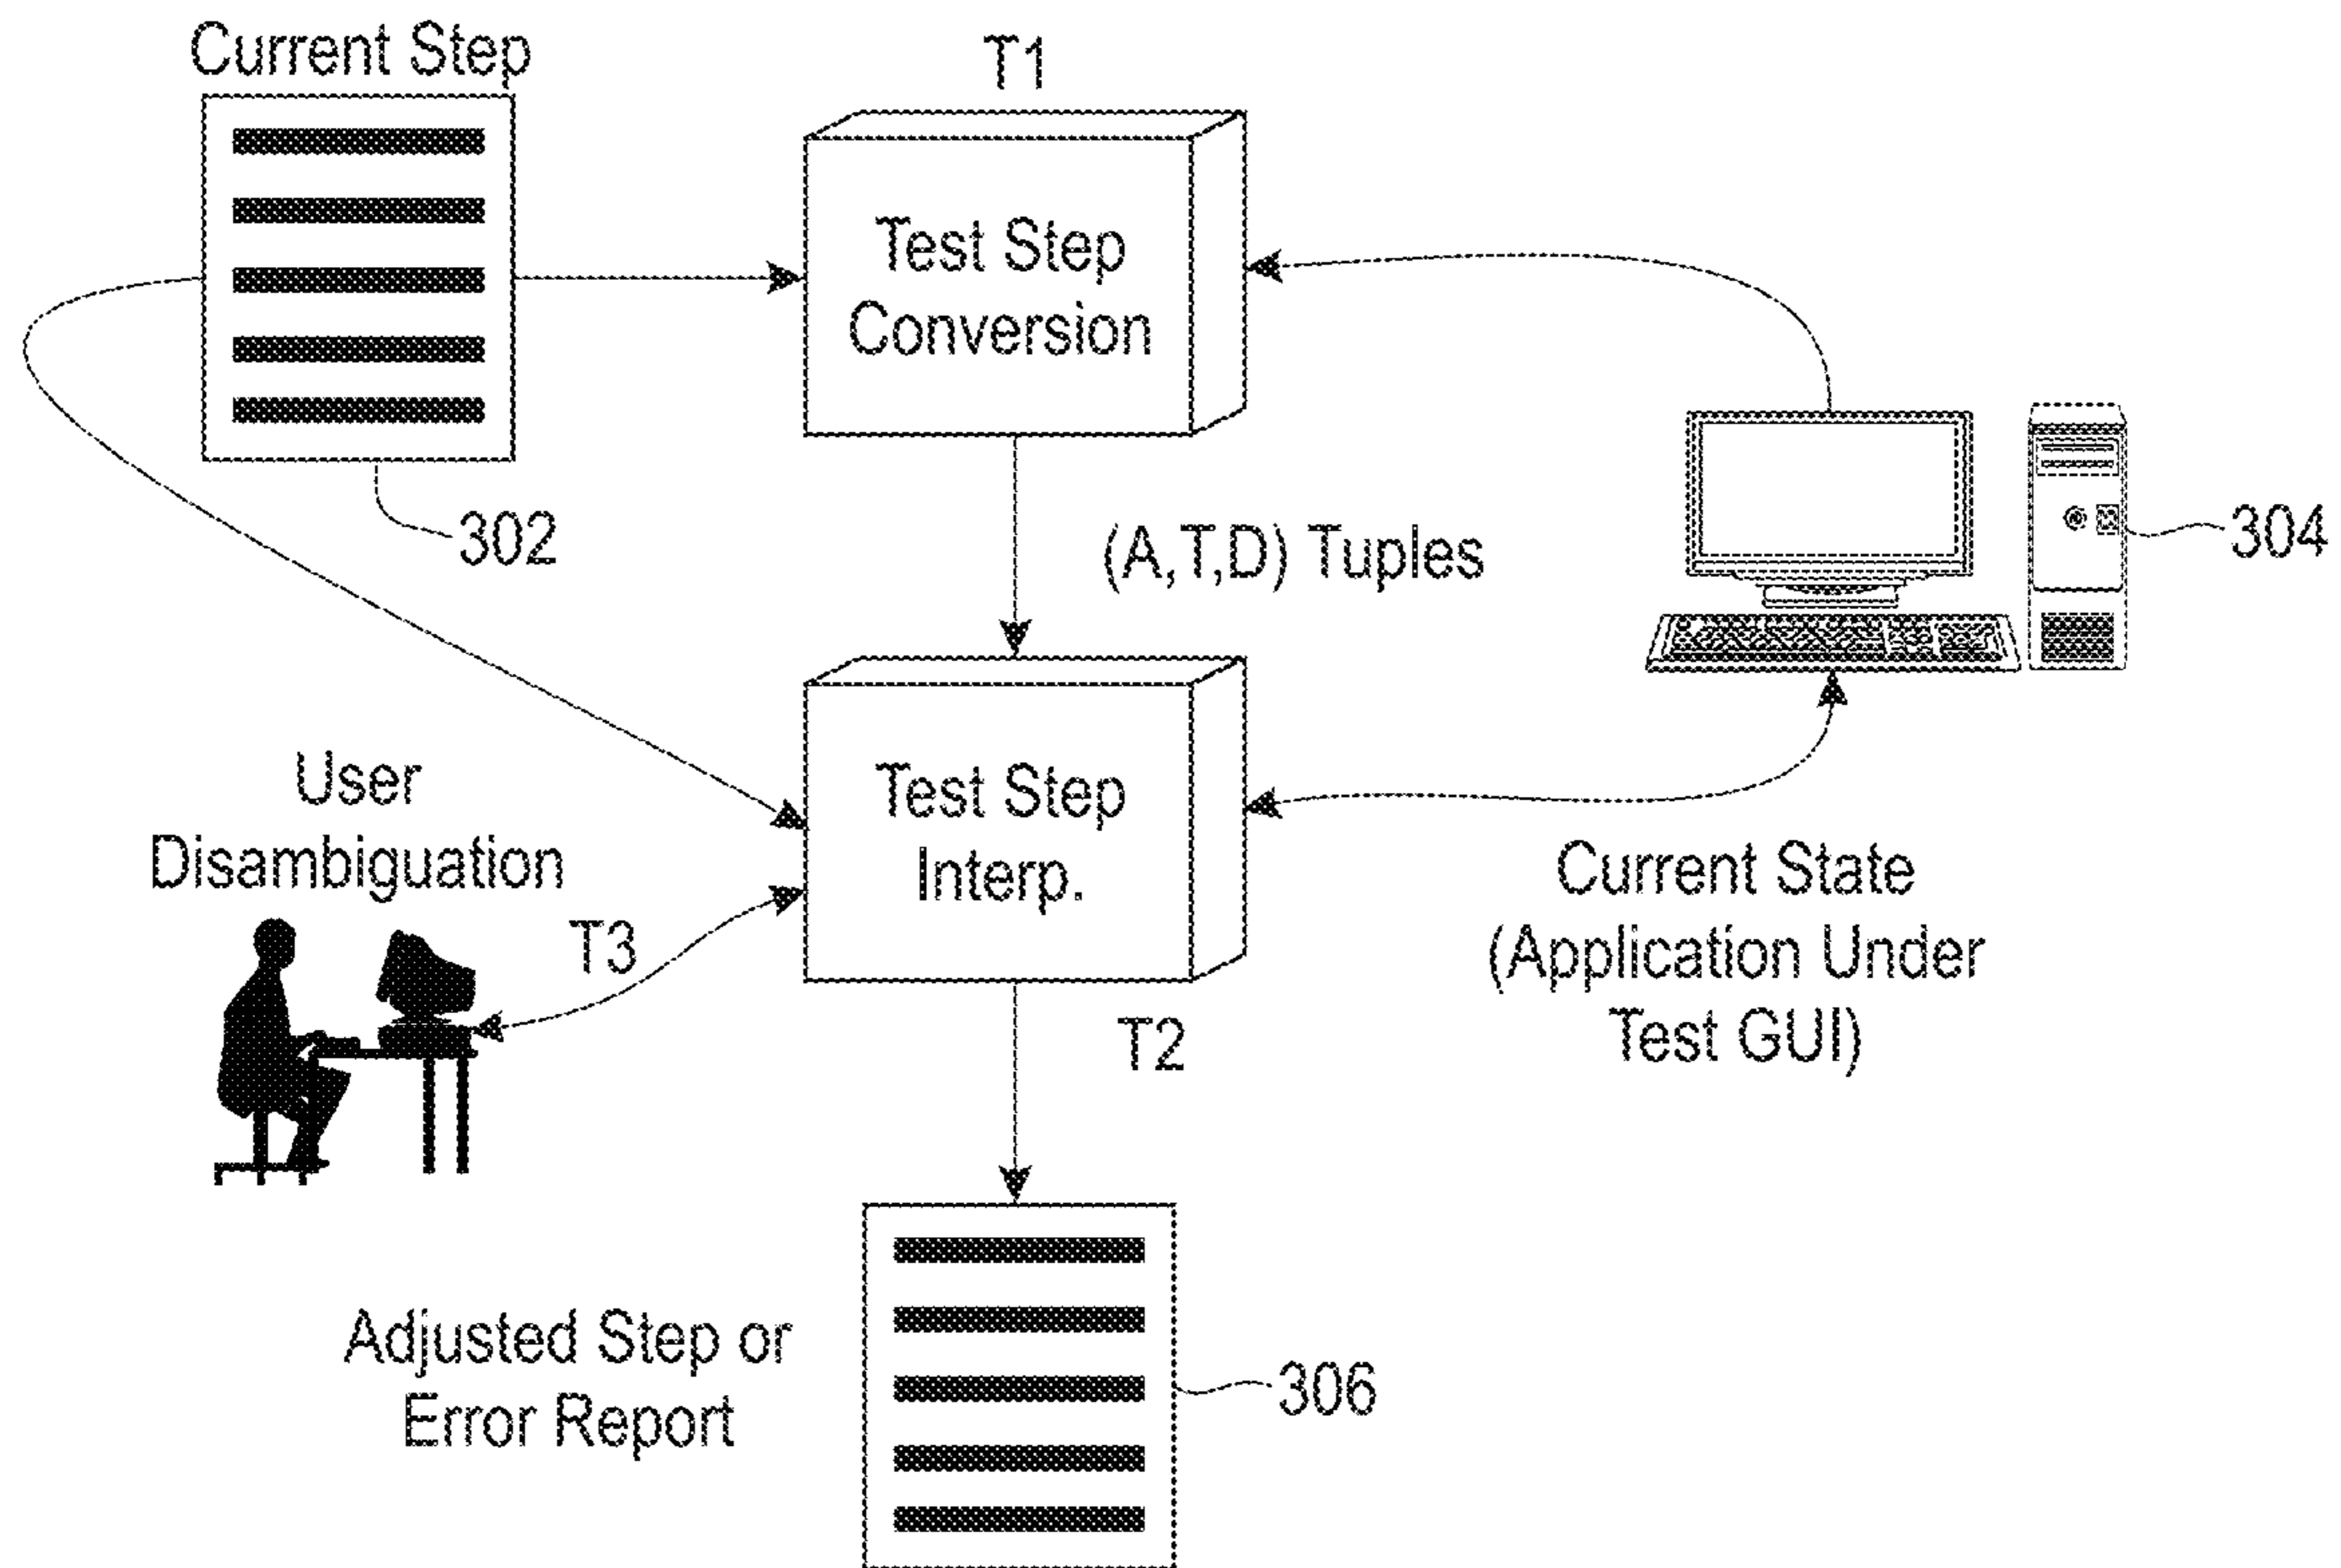 Current Step
T1
Test Step
Conversion
302
(A,T,D) Tuples
304
User
Disambiguation
T3
Test Step
Interp.
Current State
(Application Under
Test GUI)
T2
Adjusted Step or
Error Report
306